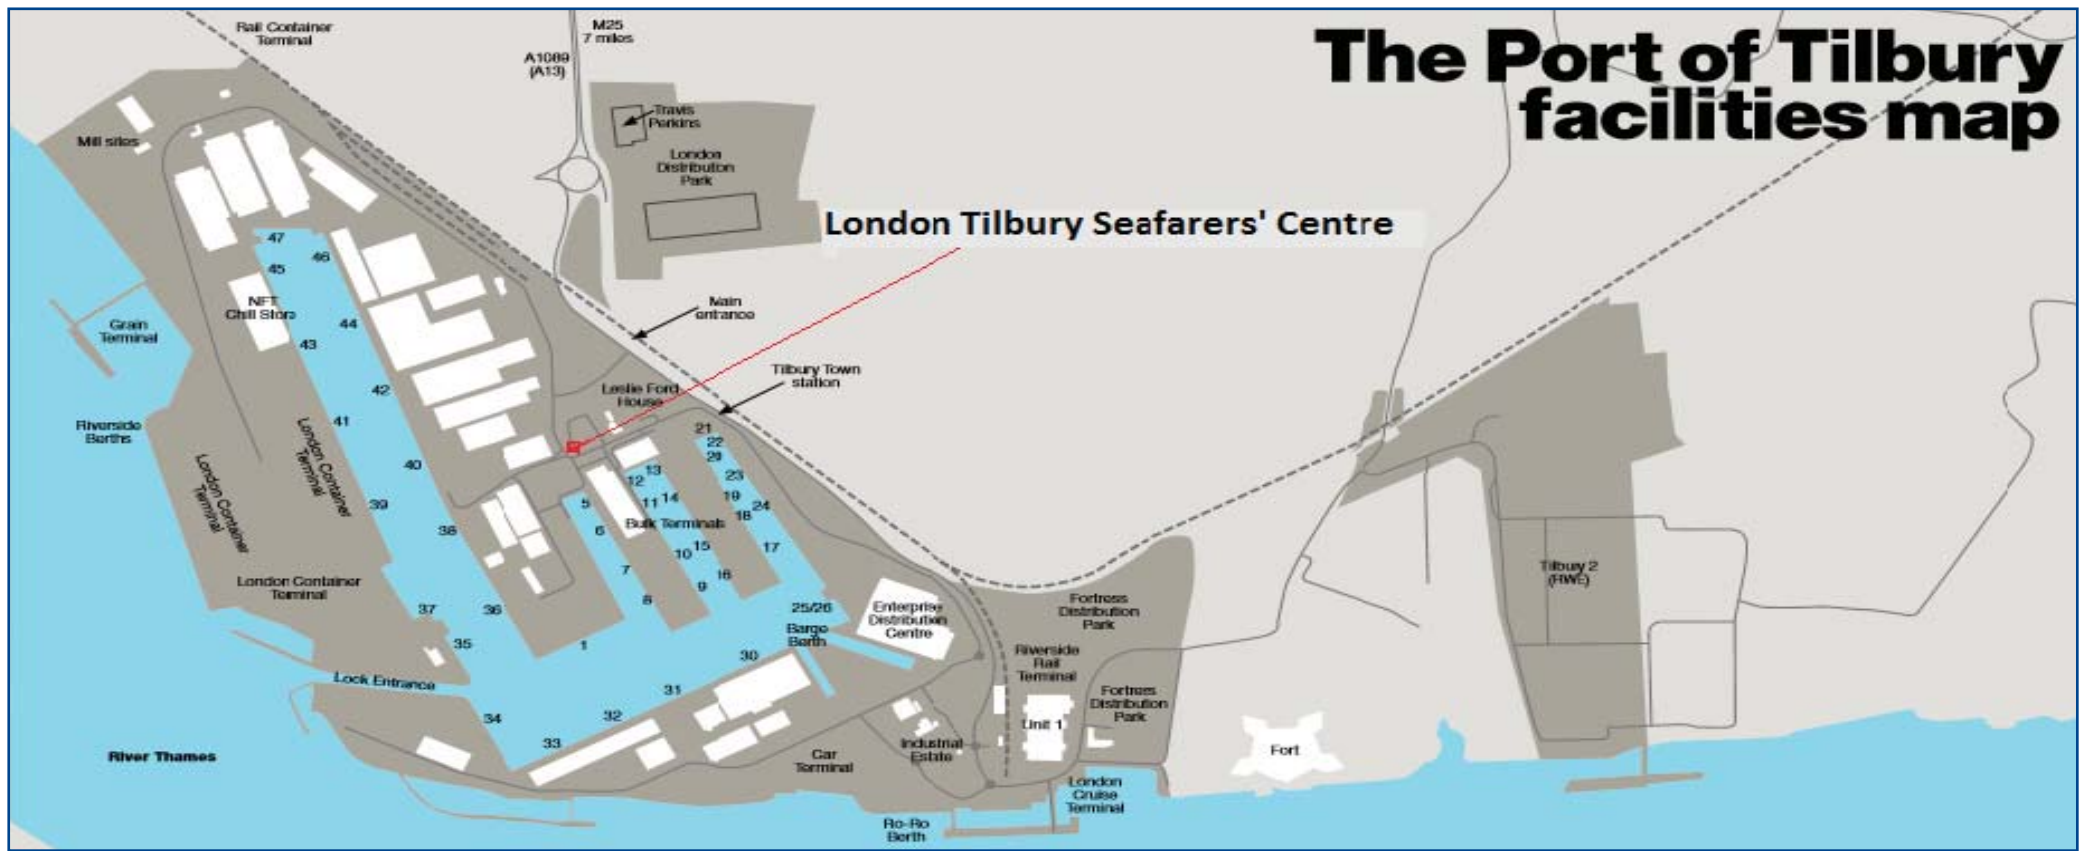 The Port of Tilbury
facilities map
Rail Container
Terminal
M25
7 miles
A1089
(A13)
Travis
Perkins
Mill sites
London
Distribution
Park
London Tilbury Seafarers' Centre
47
46
45
NFT
Chill Store
Main
entrance
Grain
Terminal
44
43
Tilbury Town
station
42
Leslie Ford
House
41
Riverside
Berths
21
22
20
London Container
Terminal
London Container
Terminal
40
13
12
23
39
5
11
14
19
24
18
38
6
Bulk Terminals
10
15
17
7
16
9
8
Tilbury 2
(RWE)
London Container
Terminal
37
36
25/26
Barge
Berth
Enterprise
Distribution
Centre
Fortress
Distribution
Park
35
1
30
Riverside
Rail
Terminal
Lock Entrance
31
Fortress
Distribution
Park
34
32
Unit 1
33
Industrial
Estate
Fort
River Thames
Car
Terminal
London
Cruise
Terminal
Ro-Ro
Berth